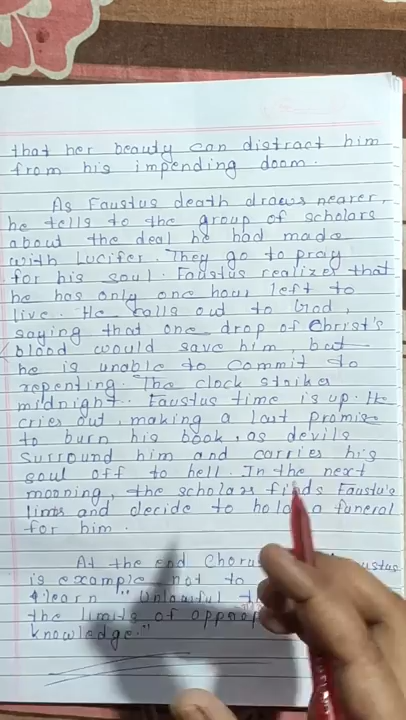 that her beauty can distract him
from his impending doom.
As Faustus death draws nearer,
he tells to the group of scholars
about the deal he had made
with Lucifer. They go to pray
for his soul. Faustus realizes that
he has only one hour left to
live. He calls out to God,
saying that one drop of Christ's
blood would save him, but
he is unable to commit to
repenting. The clock strikes
midnight. Faustus time is up. He
cries out, making a last promise
to burn his book, as devils
surround him and carries his
soul off to hell. In the next
mooning, the scholars finds Faustu's
limbs and decide to hold a funeral
for him.
At the end Chorus
is example not to
learn "Unlawful
the limits of
knowledge."